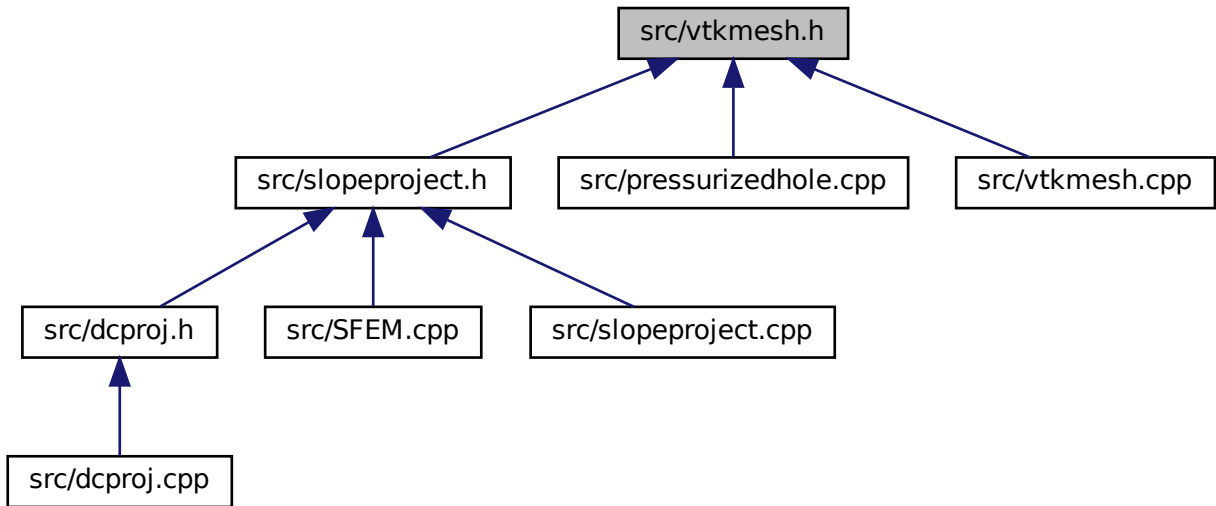 src/vtkmesh.h
src/slopeproject.h
src/pressurizedhole.cpp
src/vtkmesh.cpp
src/dcproj.h
src/SFEM.cpp
src/slopeproject.cpp
src/dcproj.cpp